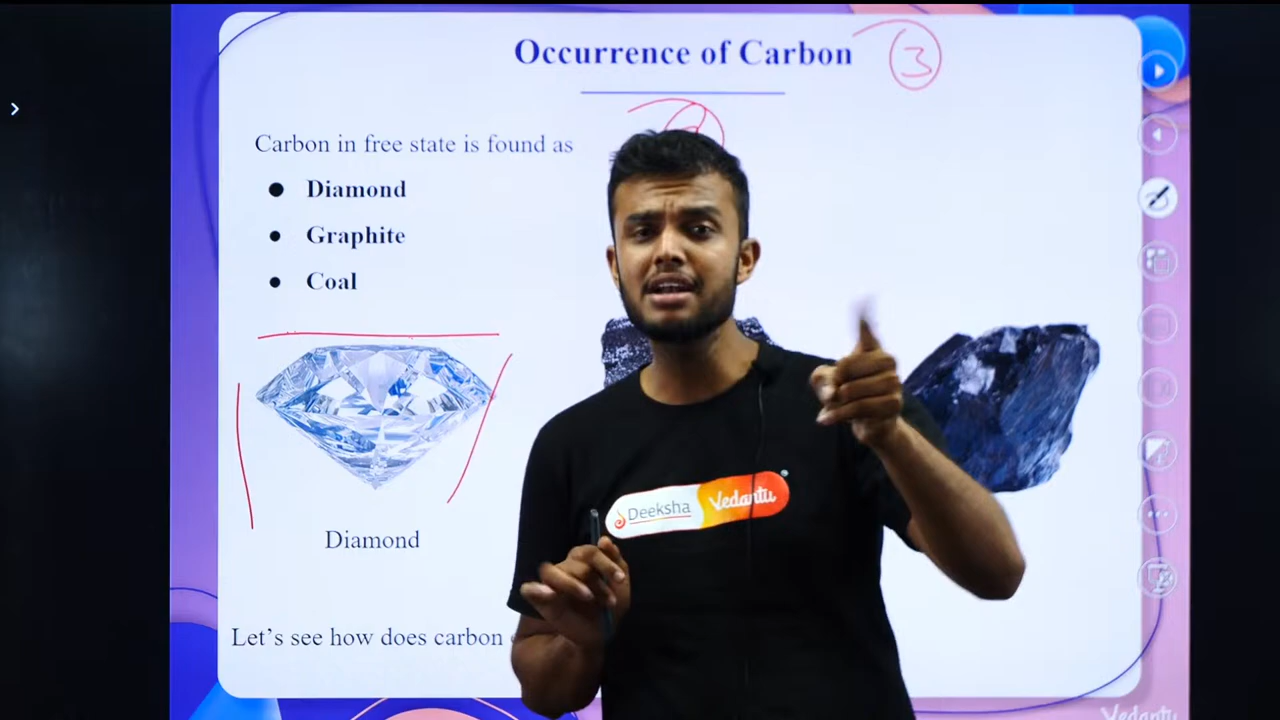 Occurrence of Carbon
3
Carbon in free state is found as
● Diamond
● Graphite
● Coal
Deeksha Vedantu
Diamond
Let's see how does carbon
Vedantu